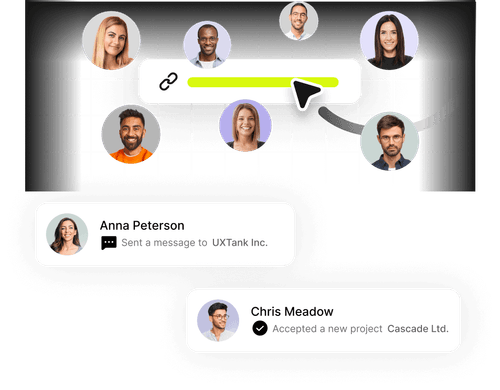 Anna Peterson
Sent a message to UXTank Inc.
Chris Meadow
Accepted a new project Cascade Ltd.